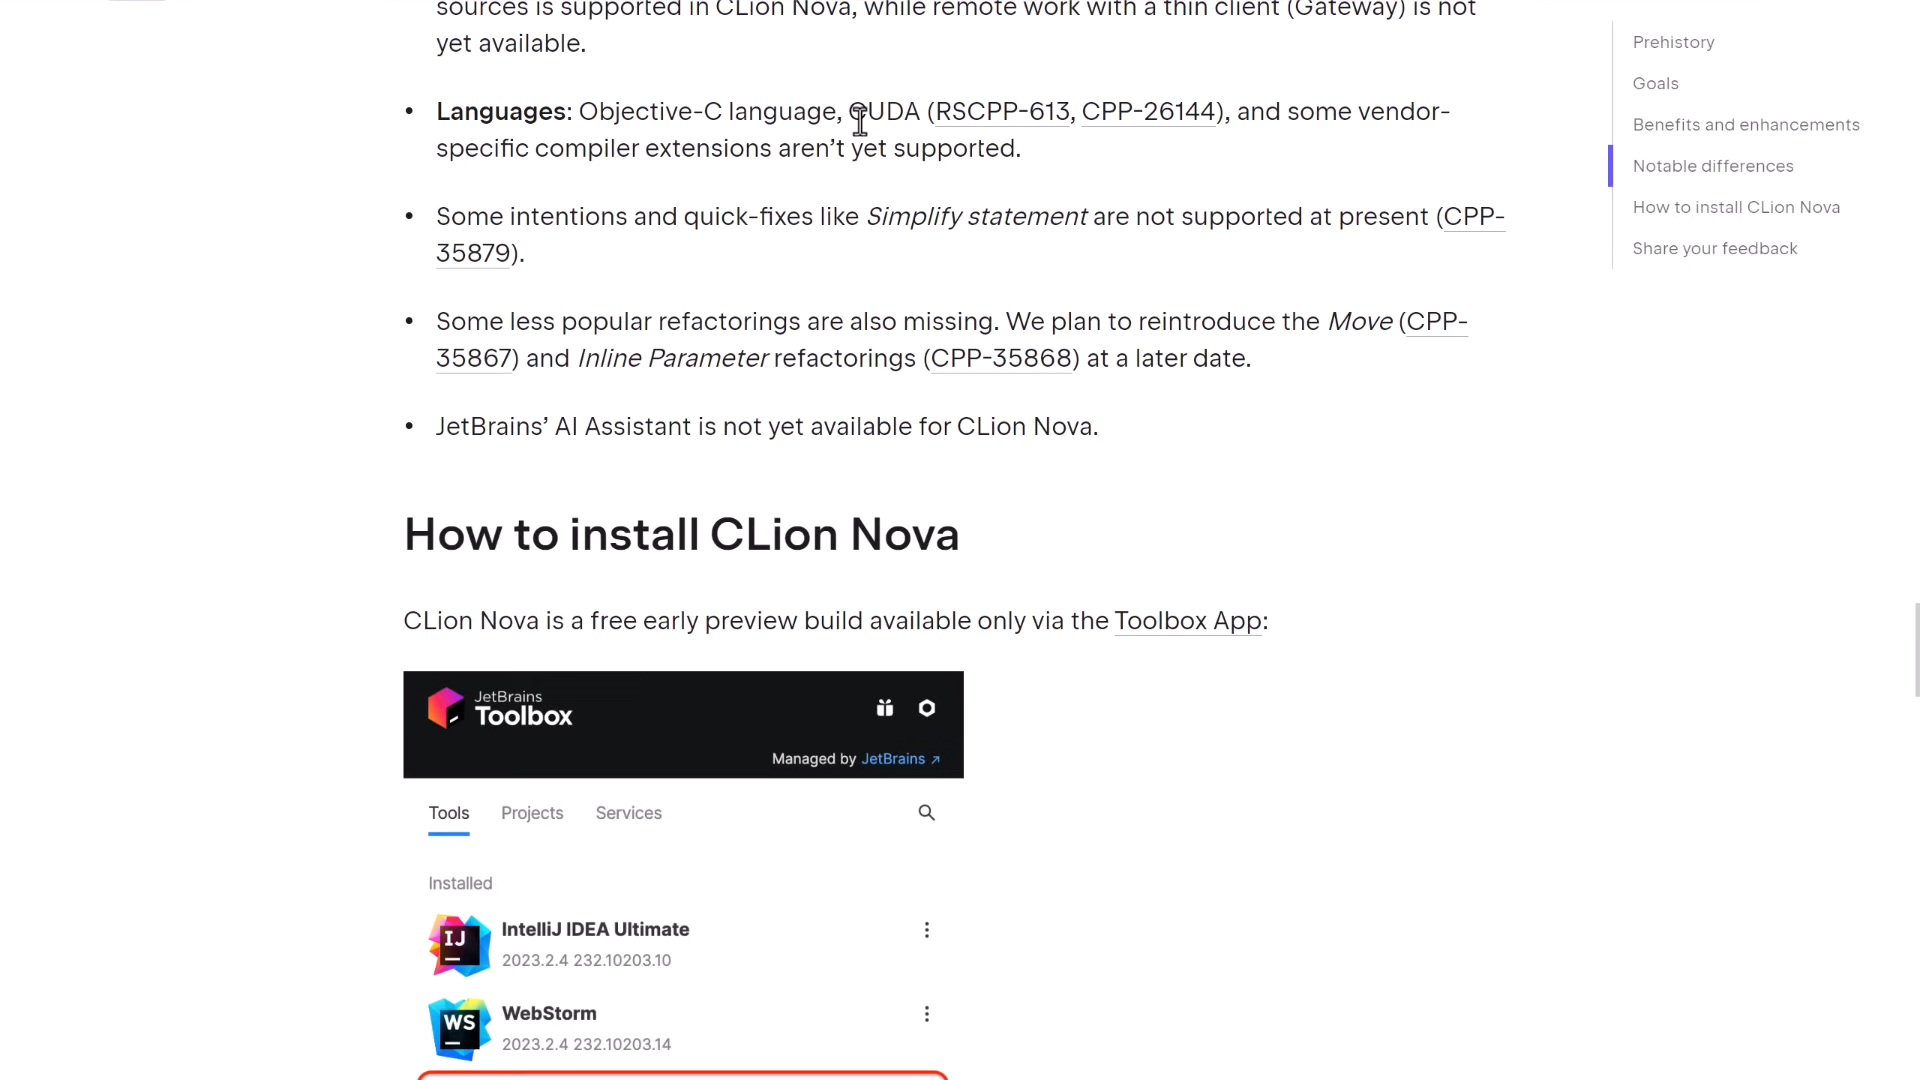 sources is supported in CLion Nova, while remote work with a thin client (Gateway) is not
yet available.
• Languages: Objective-C language, CUDA (RSCPP-613, CPP-26144), and some vendor-
specific compiler extensions aren’t yet supported.
• Some intentions and quick-fixes like Simplify statement are not supported at present (CPP-
35879).
• Some less popular refactorings are also missing. We plan to reintroduce the Move (CPP-
35867) and Inline Parameter refactorings (CPP-35868) at a later date.
• JetBrains’ AI Assistant is not yet available for CLion Nova.
How to install CLion Nova
CLion Nova is a free early preview build available only via the Toolbox App:
JetBrains
Toolbox
Managed by JetBrains ↗
Tools Projects Services
Installed
IJ
IntelliJ IDEA Ultimate
2023.2.4 232.10203.10
WS
WebStorm
2023.2.4 232.10203.14
Prehistory
Goals
Benefits and enhancements
Notable differences
How to install CLion Nova
Share your feedback